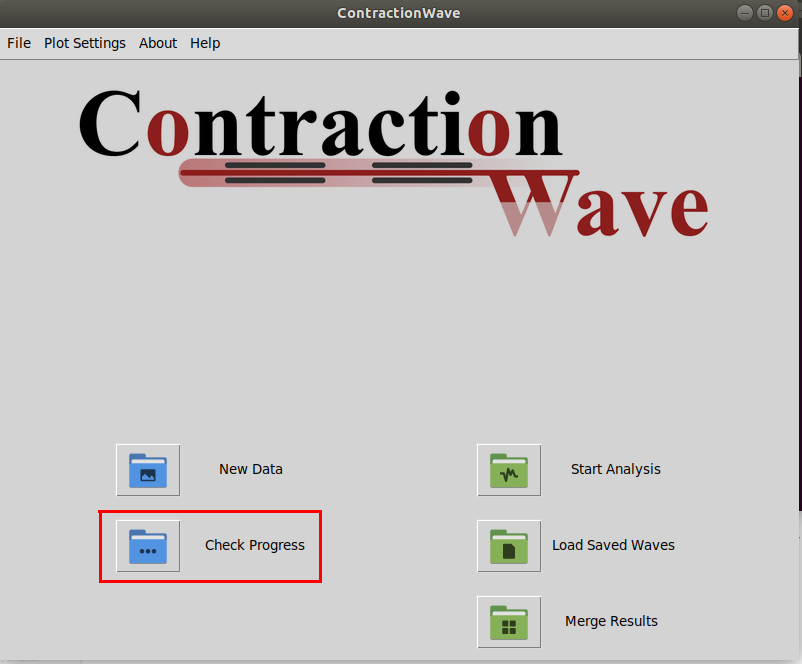 ContractionWave
File Plot Settings About Help
Contraction
Wave
New Data
Start Analysis
Check Progress
Load Saved Waves
Merge Results